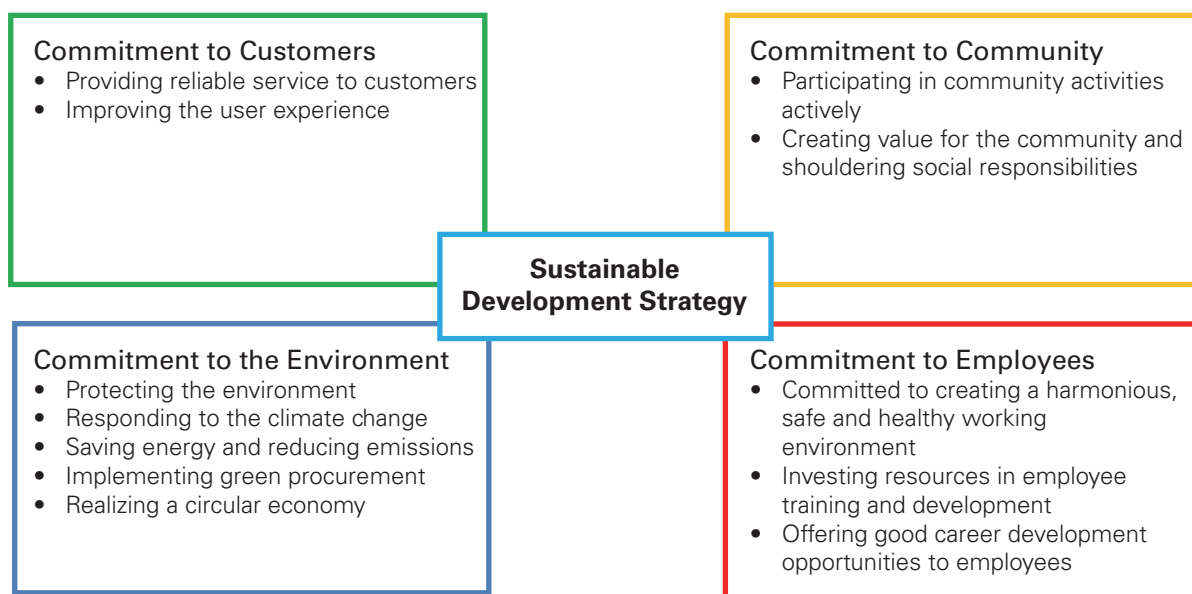 Commitment to Customers
• Providing reliable service to customers
• Improving the user experience
Commitment to Community
• Participating in community activities
actively
• Creating value for the community and
shouldering social responsibilities
Sustainable
Development Strategy
Commitment to the Environment
• Protecting the environment
• Responding to the climate change
• Saving energy and reducing emissions
• Implementing green procurement
• Realizing a circular economy
Commitment to Employees
• Committed to creating a harmonious,
safe and healthy working
environment
• Investing resources in employee
training and development
• Offering good career development
opportunities to employees